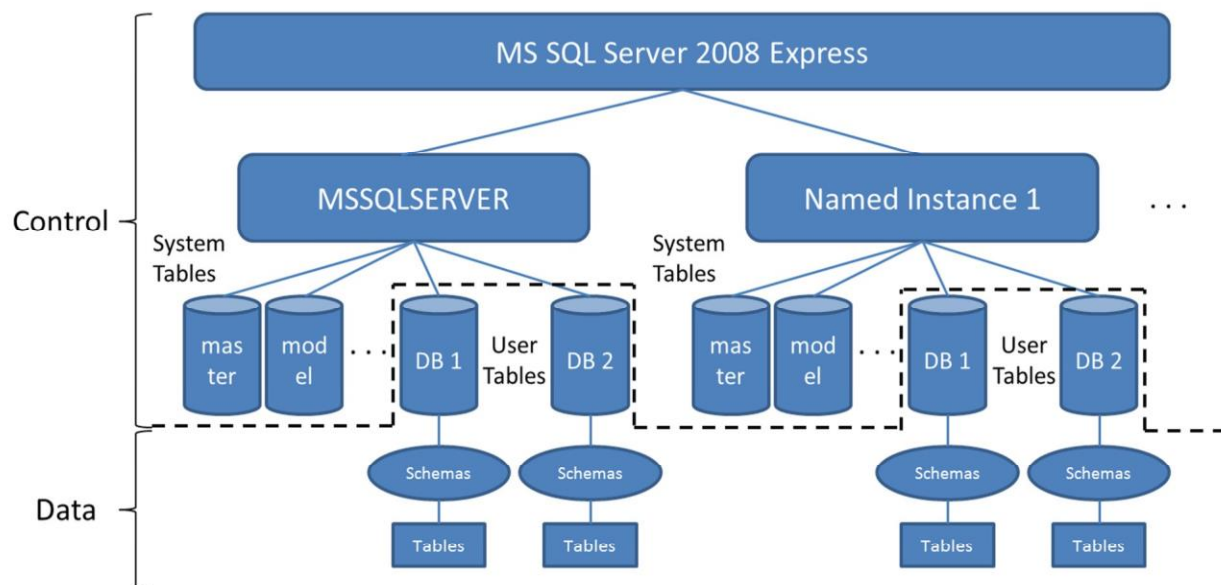 MS SQL Server 2008 Express
MSSQLSERVER
Named Instance 1
. . .
Control
System
Tables
System
Tables
mas
ter
mod
el
. . .
DB 1
User
Tables
DB 2
mas
ter
mod
el
. . .
DB 1
User
Tables
DB 2
Schemas
Schemas
Schemas
Schemas
Data
Tables
Tables
Tables
Tables